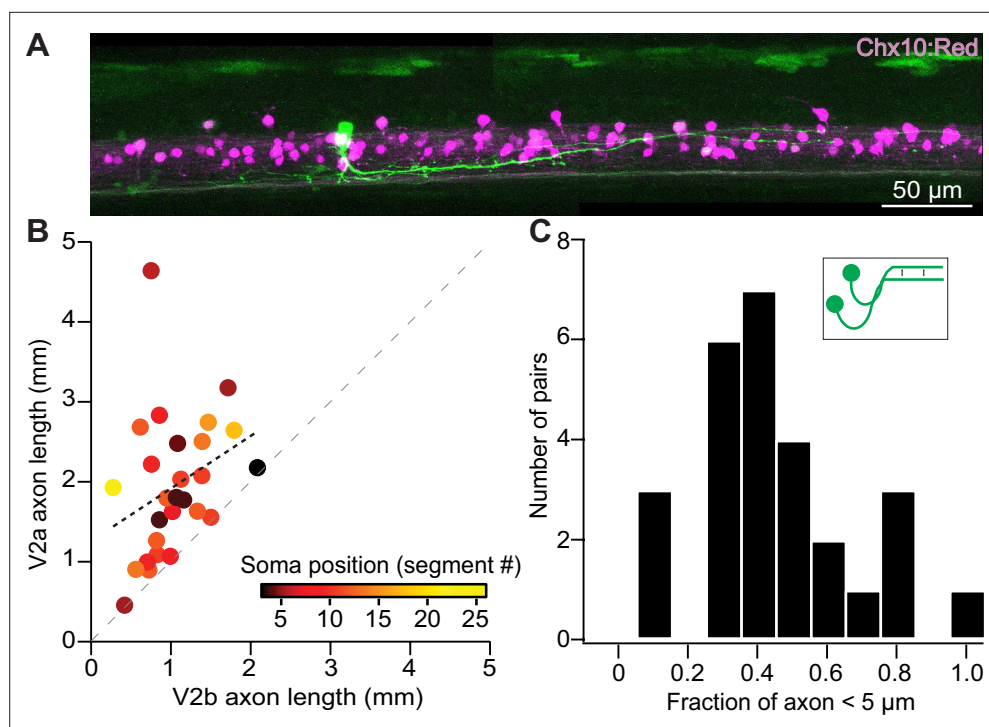 A
Chx10:Red
50 µm
B
5
4
3
2
1
0
V2a axon length (mm)
Soma position (segment #)
5 10 15 20 25
0 1 2 3 4 5
V2b axon length (mm)
C
8
6
4
2
0
Number of pairs
0 0.2 0.4 0.6 0.8 1.0
Fraction of axon < 5 µm